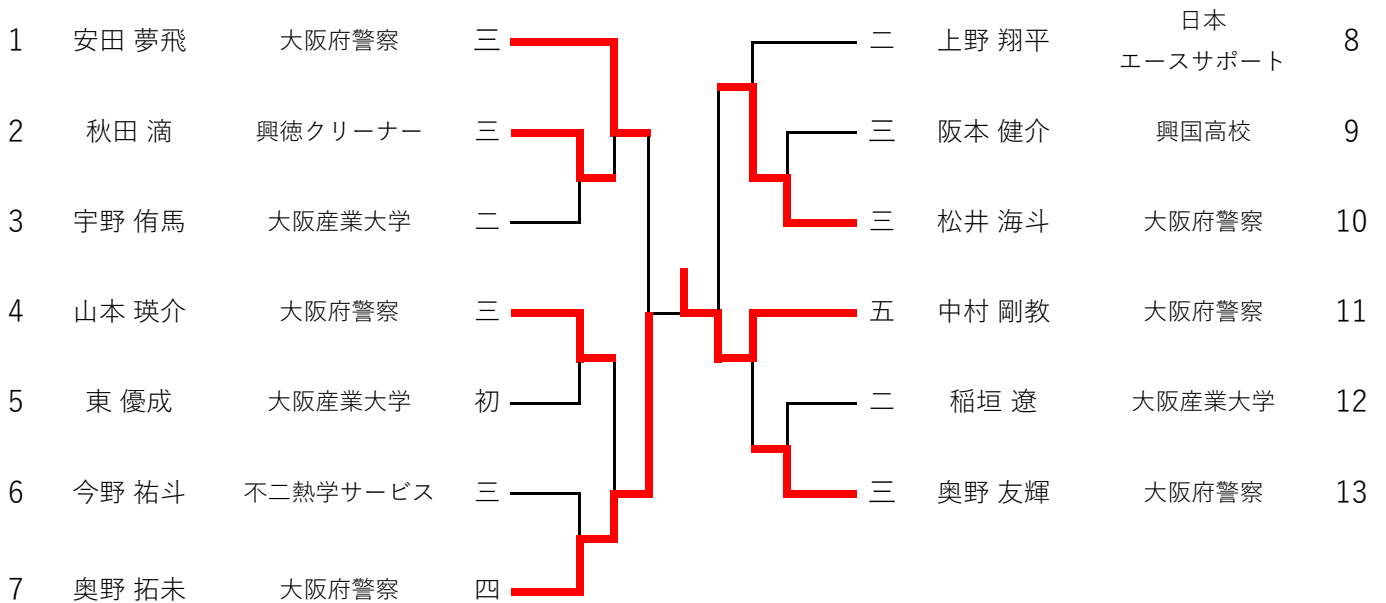 1 安田 夢飛 大阪府警察 三
2 秋田 滴 興徳クリーナー 三
3 宇野 侑馬 大阪産業大学 二
4 山本 瑛介 大阪府警察 三
5 東 優成 大阪産業大学 初
6 今野 祐斗 不二熱学サービス 三
7 奥野 拓未 大阪府警察 四
二 上野 翔平 日本 8
エースサポート
三 阪本 健介 興国高校 9
三 松井 海斗 大阪府警察 10
五 中村 剛教 大阪府警察 11
二 稲垣 遼 大阪産業大学 12
三 奥野 友輝 大阪府警察 13